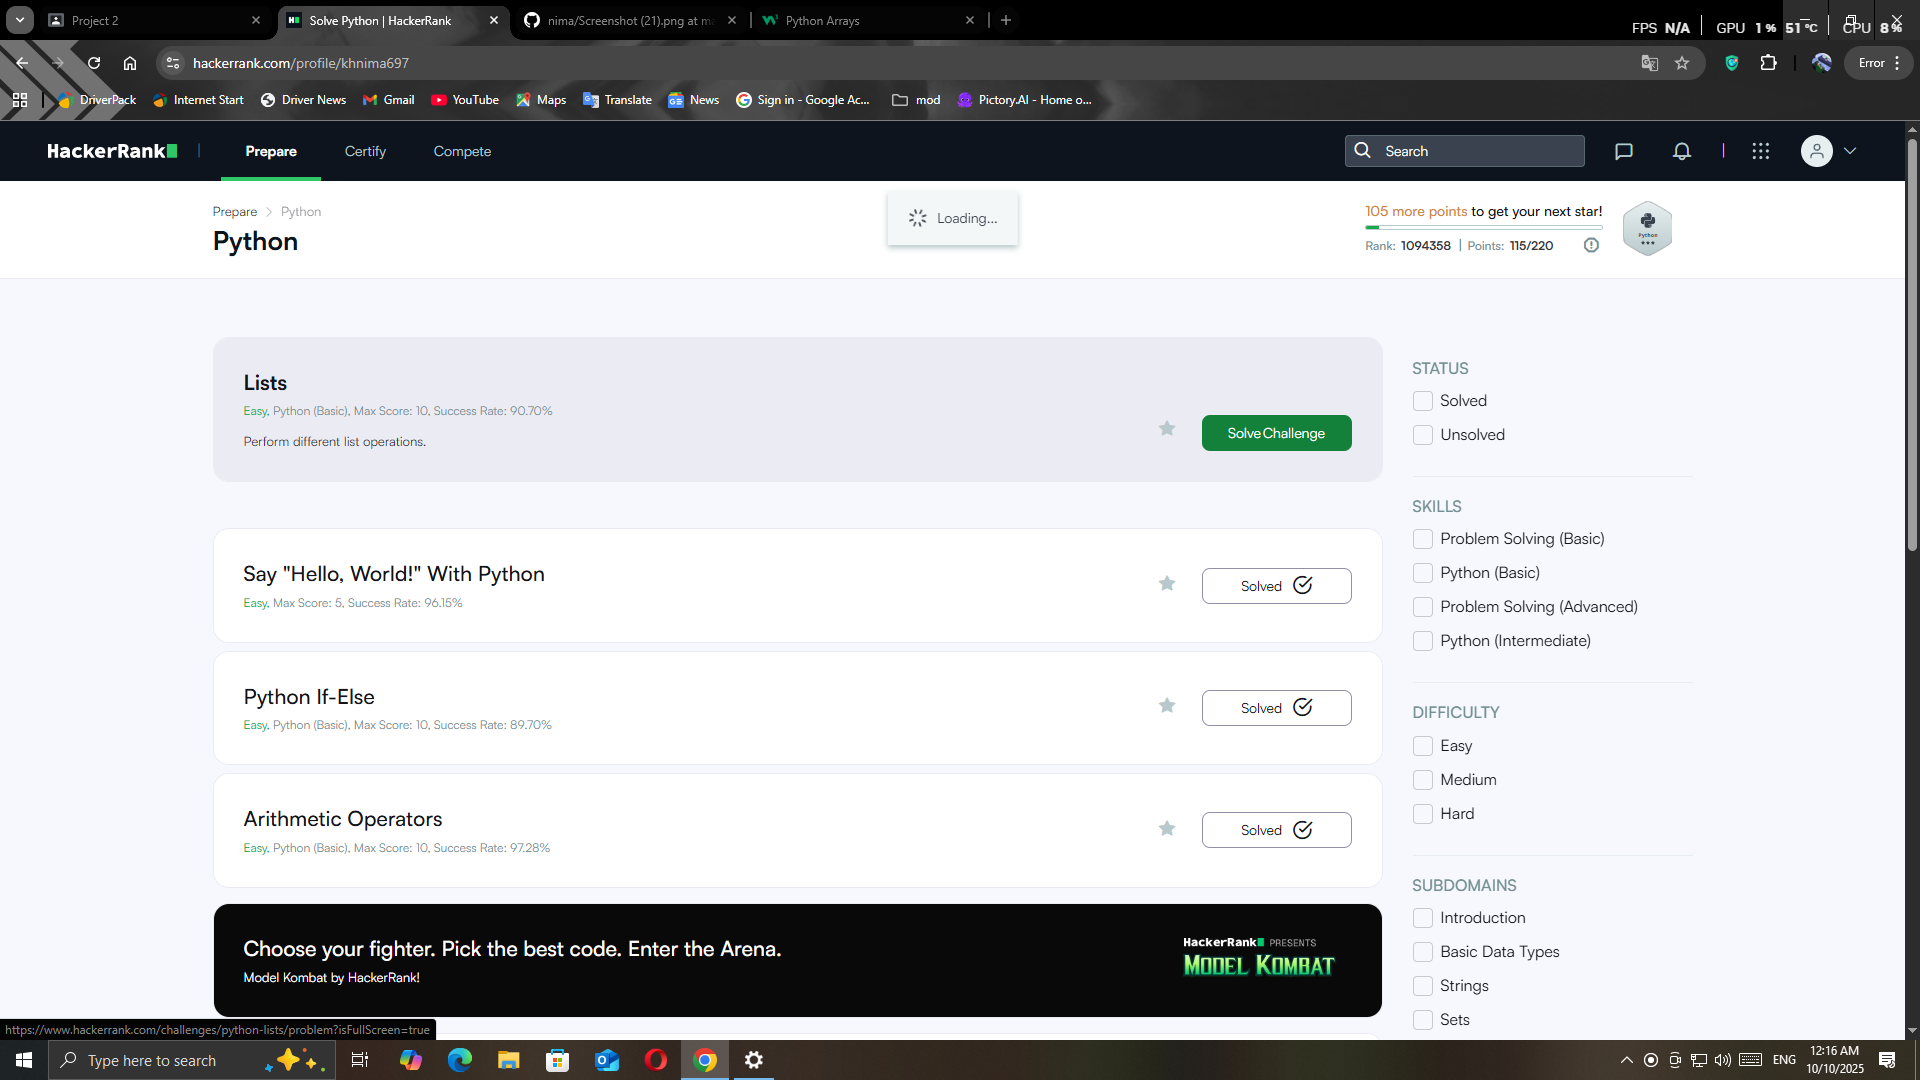 Project 2
Solve Python | HackerRank
nima/Screenshot (21).png at ma
Python Arrays
FPS N/A GPU 1 % 51 °C CPU 8 %
hackerrank.com/profile/khnima697
Error
DriverPack
Internet Start
Driver News
Gmail
YouTube
Maps
Translate
News
Sign in - Google Ac...
mod
Pictory.AI - Home o...
HackerRank
Prepare
Certify
Compete
Search
Prepare > Python
Python
Loading...
105 more points to get your next star!
Rank: 1094358 | Points: 115/220
Python
Lists
Easy, Python (Basic), Max Score: 10, Success Rate: 90.70%
Perform different list operations.
Solve Challenge
Say "Hello, World!" With Python
Easy, Max Score: 5, Success Rate: 96.15%
Solved
Python If-Else
Easy, Python (Basic), Max Score: 10, Success Rate: 89.70%
Solved
Arithmetic Operators
Easy, Python (Basic), Max Score: 10, Success Rate: 97.28%
Solved
Choose your fighter. Pick the best code. Enter the Arena.
Model Kombat by HackerRank!
HackerRank PRESENTS
MODEL KOMBAT
STATUS
Solved
Unsolved
SKILLS
Problem Solving (Basic)
Python (Basic)
Problem Solving (Advanced)
Python (Intermediate)
DIFFICULTY
Easy
Medium
Hard
SUBDOMAINS
Introduction
Basic Data Types
Strings
Sets
https://www.hackerrank.com/challenges/python-lists/problem?isFullScreen=true
Type here to search
ENG
12:16 AM
10/10/2025